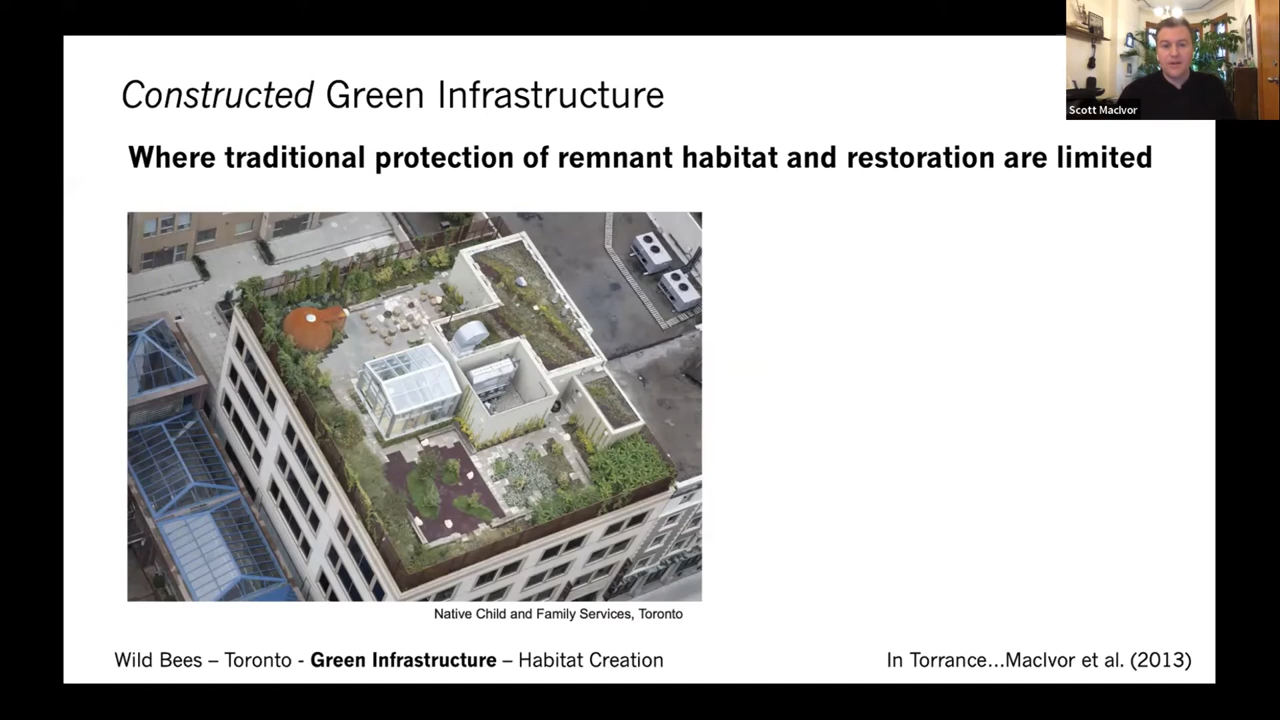 Constructed Green Infrastructure
Scott MacIvor
Where traditional protection of remnant habitat and restoration are limited
Native Child and Family Services, Toronto
Wild Bees – Toronto - Green Infrastructure – Habitat Creation
In Torrance...MacIvor et al. (2013)